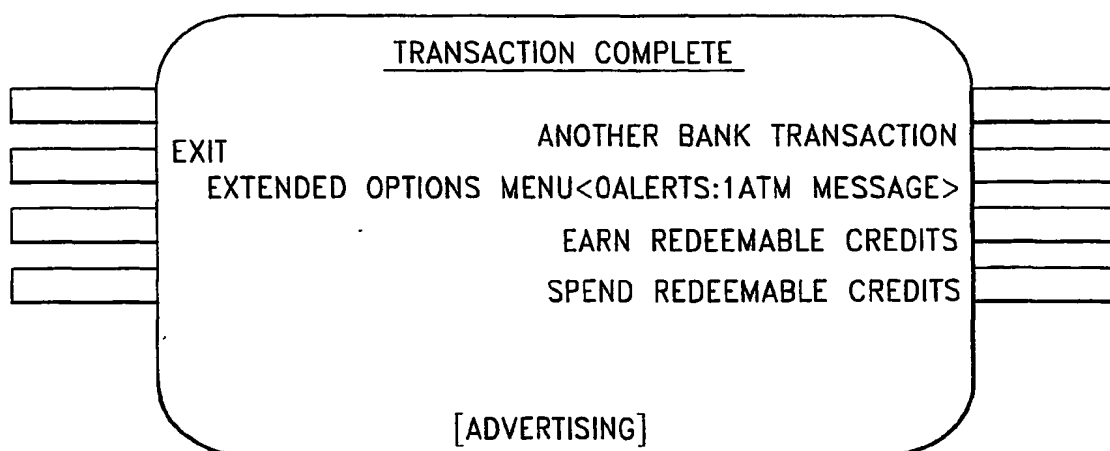 TRANSACTION COMPLETE
ANOTHER BANK TRANSACTION
EXIT
EXTENDED OPTIONS MENU<0ALERTS:1ATM MESSAGE>
EARN REDEEMABLE CREDITS
SPEND REDEEMABLE CREDITS
[ADVERTISING]